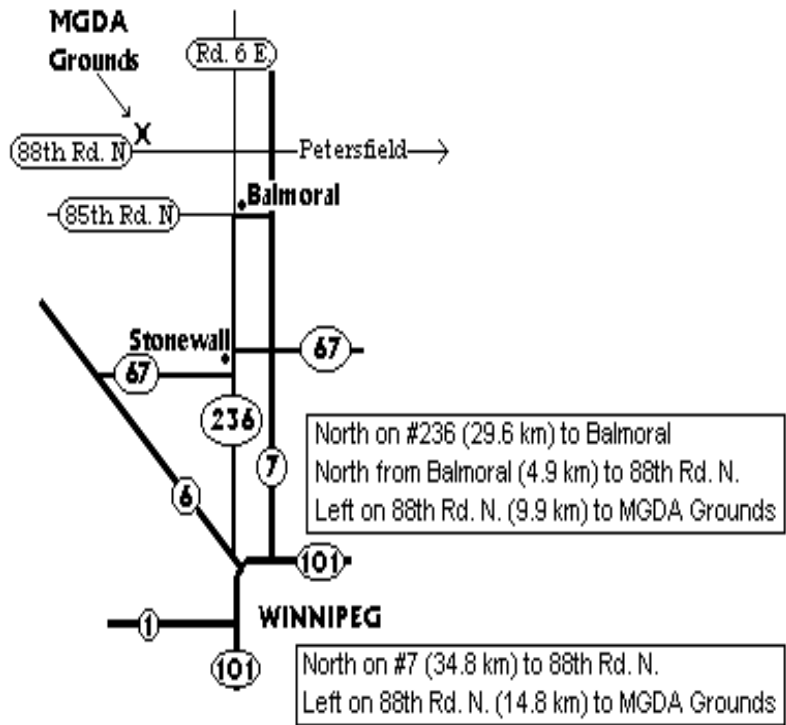 MGDA
Grounds
Rd. 6 E.
X
88th Rd. N
Petersfield
Balmoral
85th Rd. N
Stonewall
67
67
236
7
6
North on #236 (29.6 km) to Balmoral
North from Balmoral (4.9 km) to 88th Rd. N.
Left on 88th Rd. N. (9.9 km) to MGDA Grounds
101
1
WINNIPEG
101
North on #7 (34.8 km) to 88th Rd. N.
Left on 88th Rd. N. (14.8 km) to MGDA Grounds